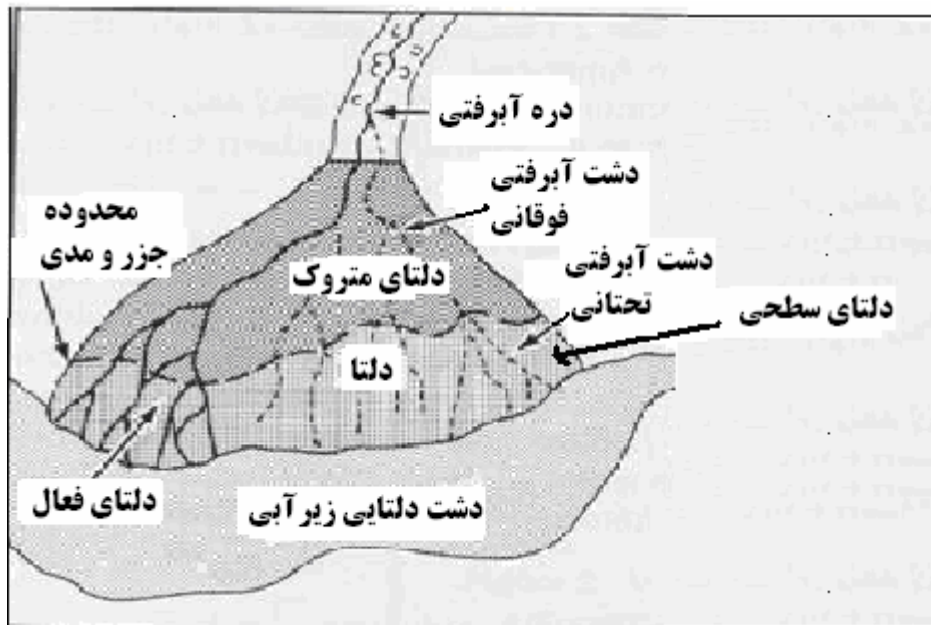 دره آبرفتی
دشت آبرفتی
فوقانی
محدوده
جزر و مدی
دلتای متروک
دشت آبرفتی
تحتانی
دلتای سطحی
دلتا
دلتای فعال
دشت دلتایی زیرآبی